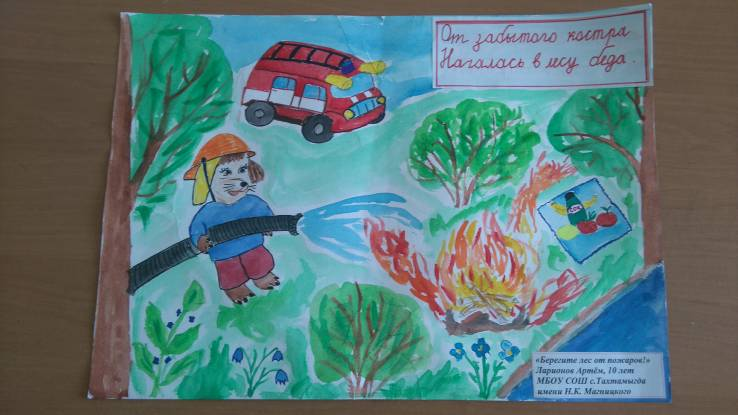 От забытого костра
Началась в лесу беда.
«Берегите лес от пожаров!»
Ларионов Артём, 10 лет
МБОУ СОШ с.Тахтамыгда
имени Н.К. Магницкого